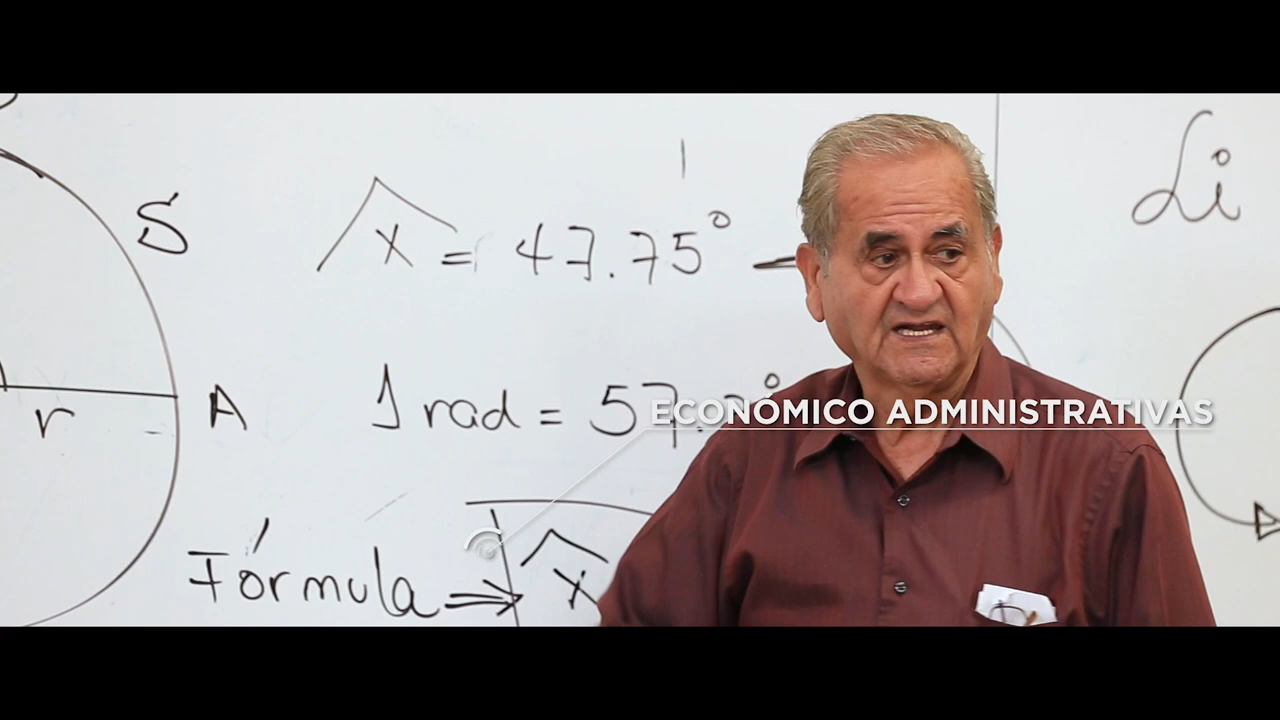 S
x = 47.75°
Li
r
A
1 rad = 57.
ECONÓMICO ADMINISTRATIVAS
Fórmula ⇒ x